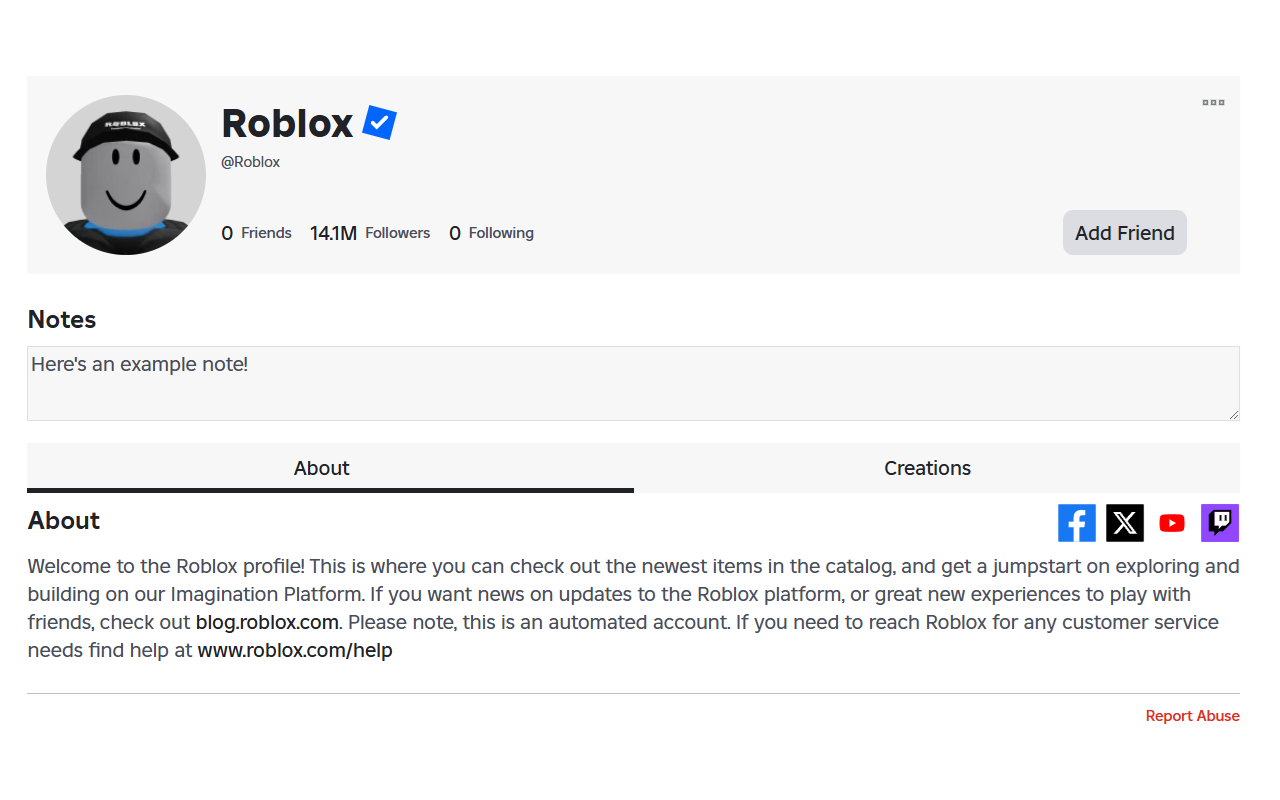 ROBLOX
Roblox
@Roblox
0 Friends 14.1M Followers 0 Following
Add Friend
Notes
Here's an example note!
About Creations
About
Welcome to the Roblox profile! This is where you can check out the newest items in the catalog, and get a jumpstart on exploring and
building on our Imagination Platform. If you want news on updates to the Roblox platform, or great new experiences to play with
friends, check out blog.roblox.com. Please note, this is an automated account. If you need to reach Roblox for any customer service
needs find help at www.roblox.com/help
Report Abuse